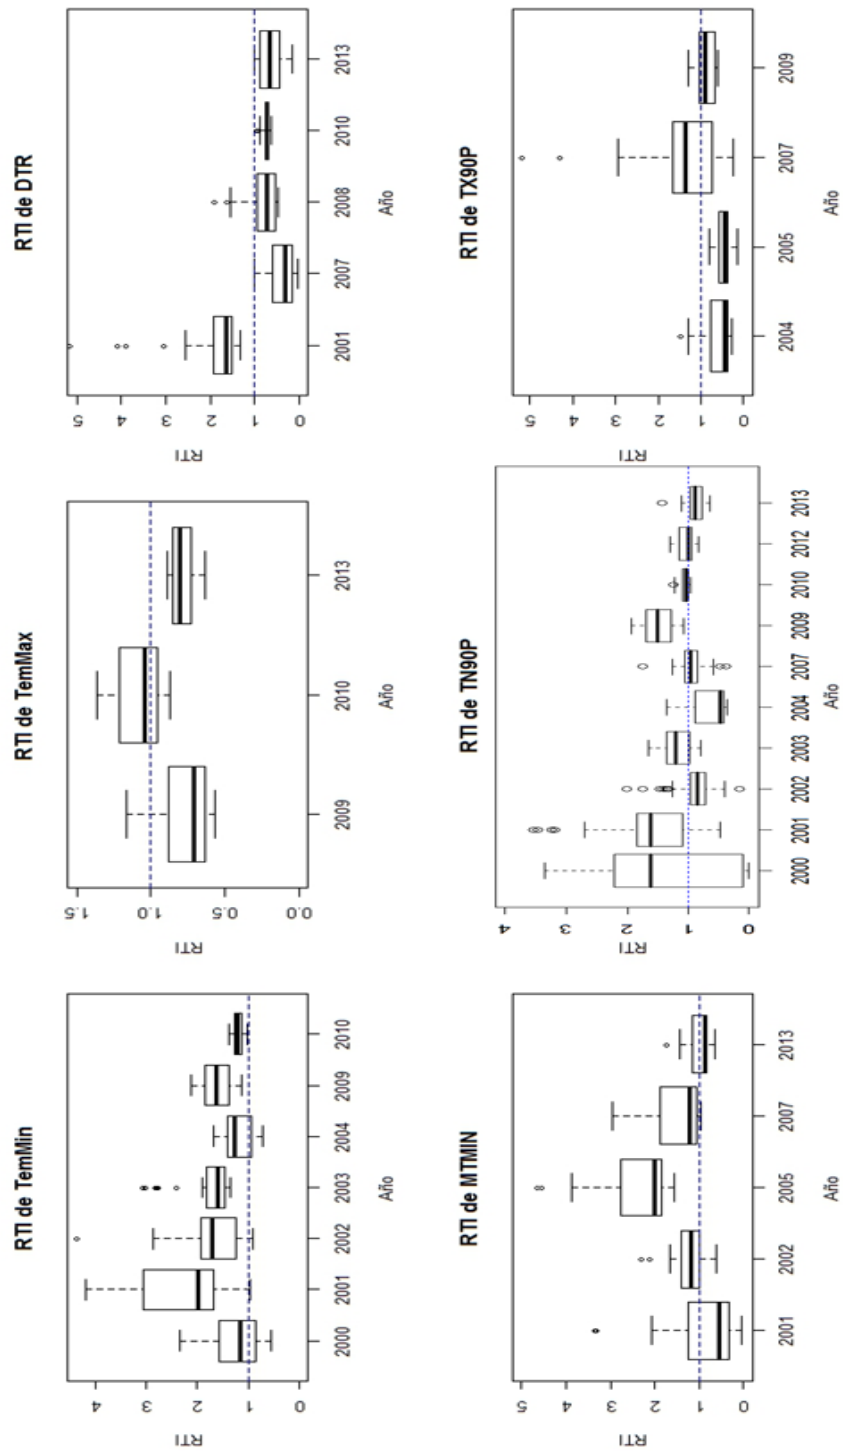 RTI de TemMin
4
3
2
1
0
RTI
2000 2001 2002 2003 2004 2009 2010
Año
RTI de TemMax
1.5
1.0
0.5
0.0
RTI
2009 2010 2013
Año
RTI de DTR
5
4
3
2
1
0
RTI
2001 2007 2008 2010 2013
Año
RTI de MTMIN
5
4
3
2
1
0
RTI
2001 2002 2005 2007 2013
Año
RTI de TN90P
4
3
2
1
0
RTI
2000 2001 2002 2003 2004 2007 2009 2010 2012 2013
Año
RTI de TX90P
5
4
3
2
1
0
RTI
2004 2005 2007 2009
Año